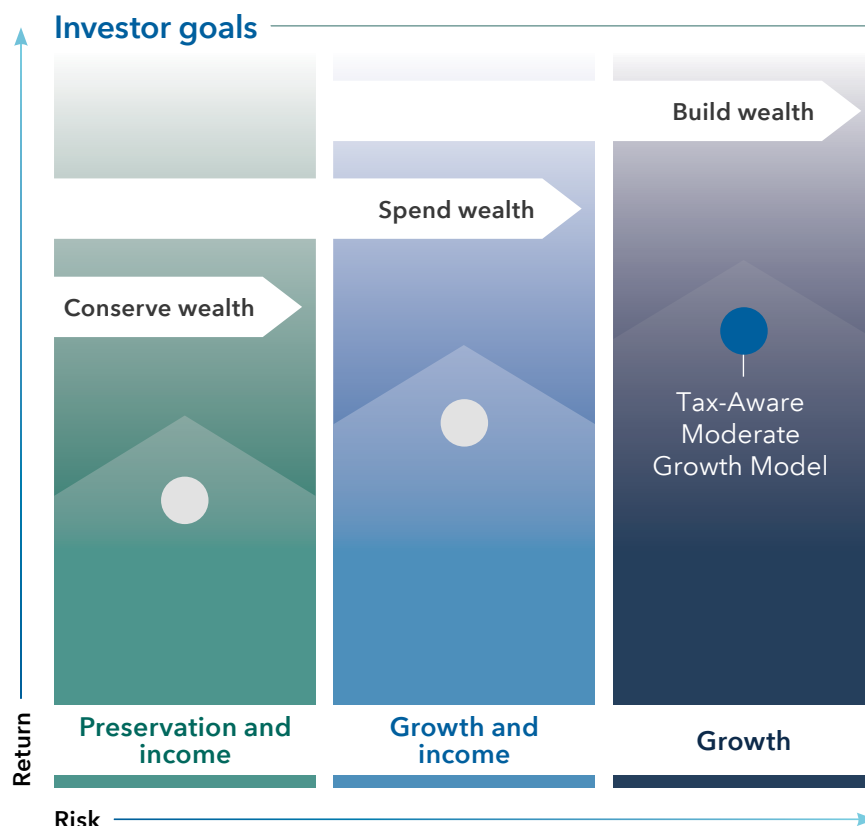 Investor goals
Build wealth
Spend wealth
Conserve wealth
Tax-Aware
Moderate
Growth Model
Return
Preservation and
income
Growth and
income
Growth
Risk